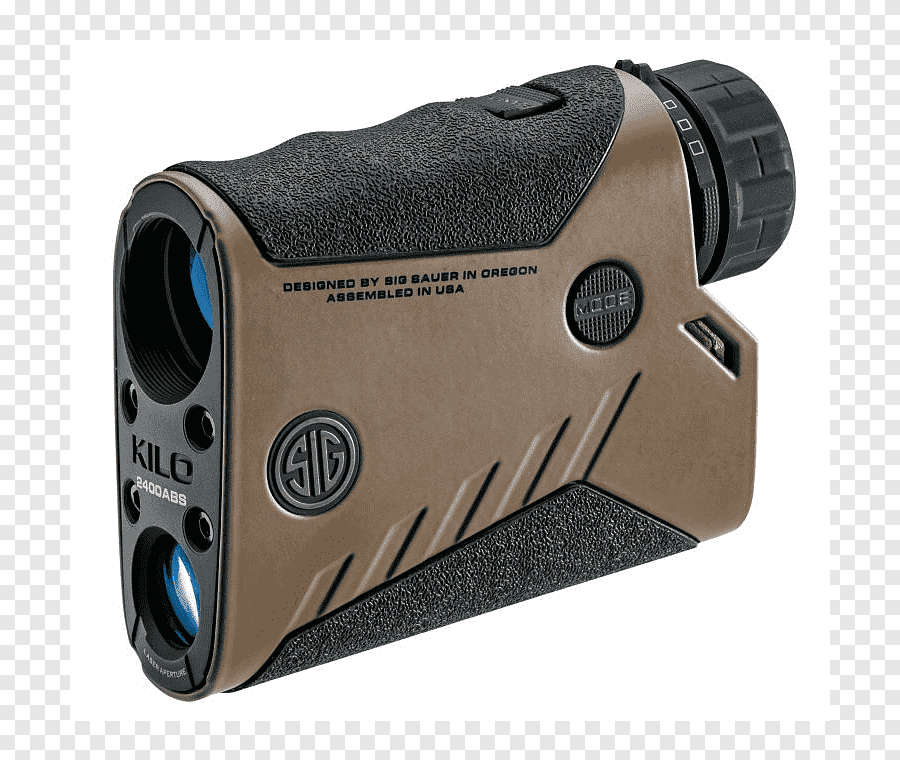 DESIGNED BY SIG SAUER IN OREGON
ASSEMBLED IN USA
MODE
SIG
KILO
2400ABS
LASER APERTURE